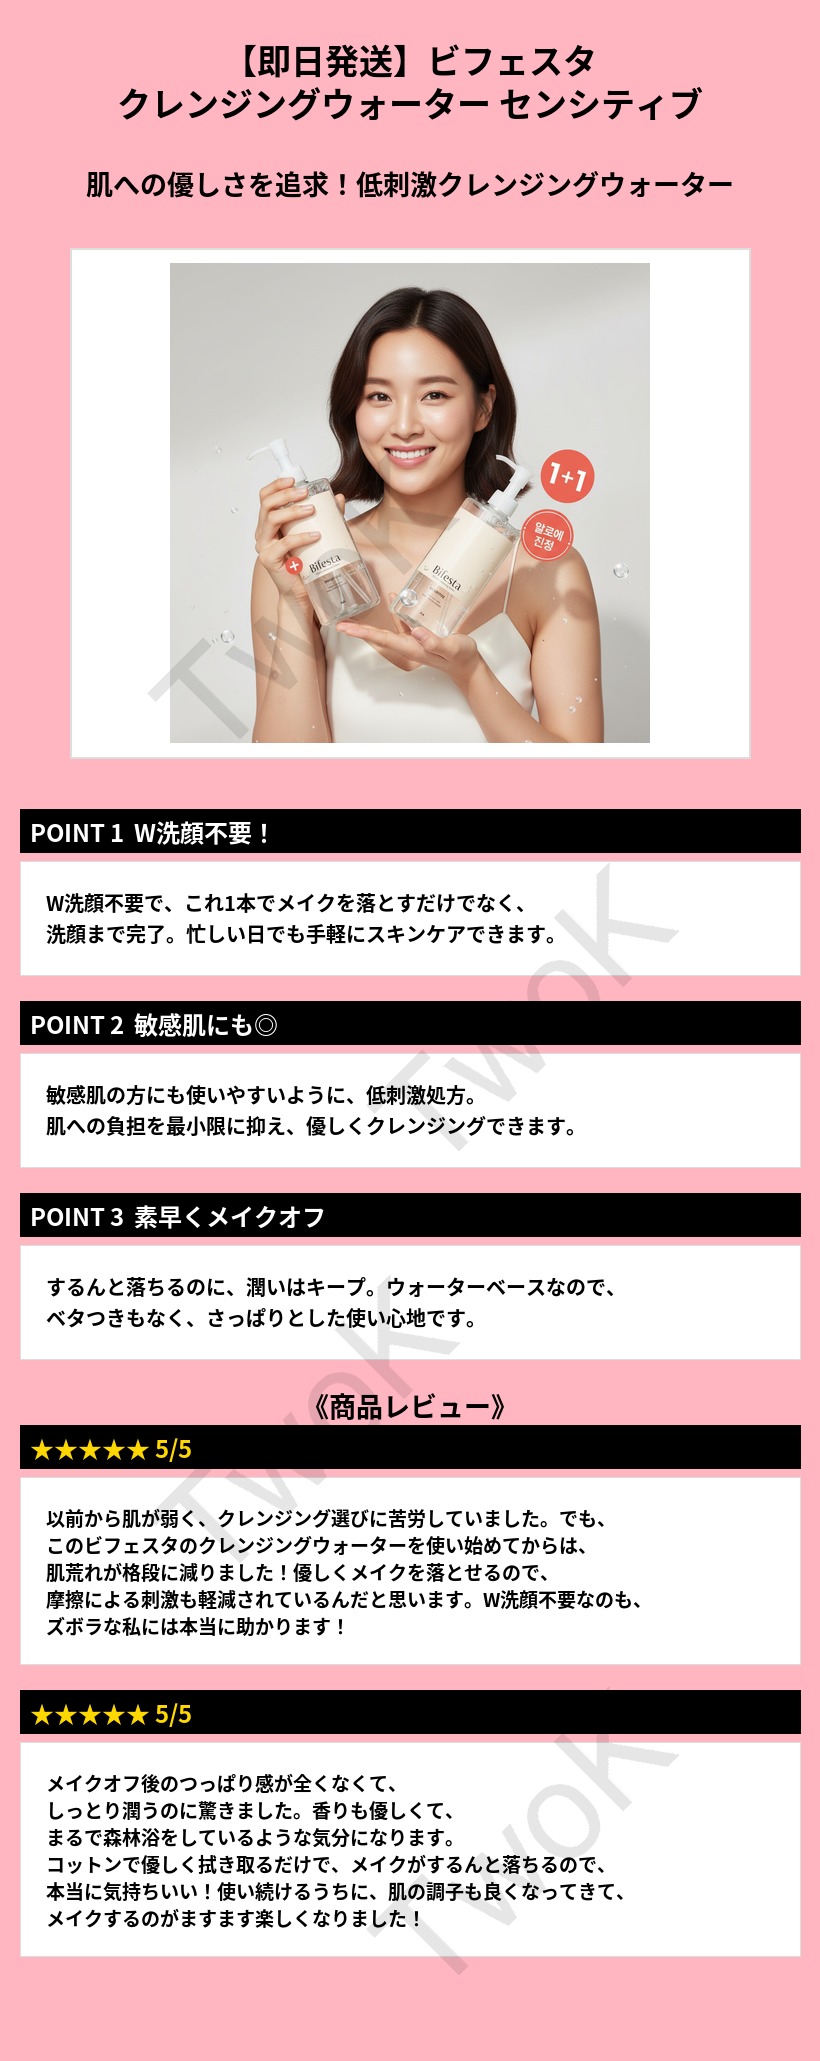 【即日発送】ビフェスタ
クレンジングウォーター センシティブ
肌への優しさを追求！低刺激クレンジングウォーター
1+1
알로에
진정
Bifesta
Bifesta
TwoK
POINT 1 W洗顔不要！
W洗顔不要で、これ1本でメイクを落とすだけでなく、
洗顔まで完了。忙しい日でも手軽にスキンケアできます。
POINT 2 敏感肌にも◎
敏感肌の方にも使いやすいように、低刺激処方。
肌への負担を最小限に抑え、優しくクレンジングできます。
TwoK
POINT 3 素早くメイクオフ
するんと落ちるのに、潤いはキープ。ウォーターベースなので、
ベタつきもなく、さっぱりとした使い心地です。
TwoK
《商品レビュー》
★★★★★ 5/5
以前から肌が弱く、クレンジング選びに苦労していました。でも、
このビフェスタのクレンジングウォーターを使い始めてからは、
肌荒れが格段に減りました！優しくメイクを落とせるので、
摩擦による刺激も軽減されているんだと思います。W洗顔不要なのも、
ズボラな私には本当に助かります！
★★★★★ 5/5
メイクオフ後のつっぱり感が全くなくて、
しっとり潤うのに驚きました。香りも優しくて、
まるで森林浴をしているような気分になります。
コットンで優しく拭き取るだけで、メイクがするんと落ちるので、
本当に気持ちいい！使い続けるうちに、肌の調子も良くなってきて、
メイクするのがますます楽しくなりました！
TwoK